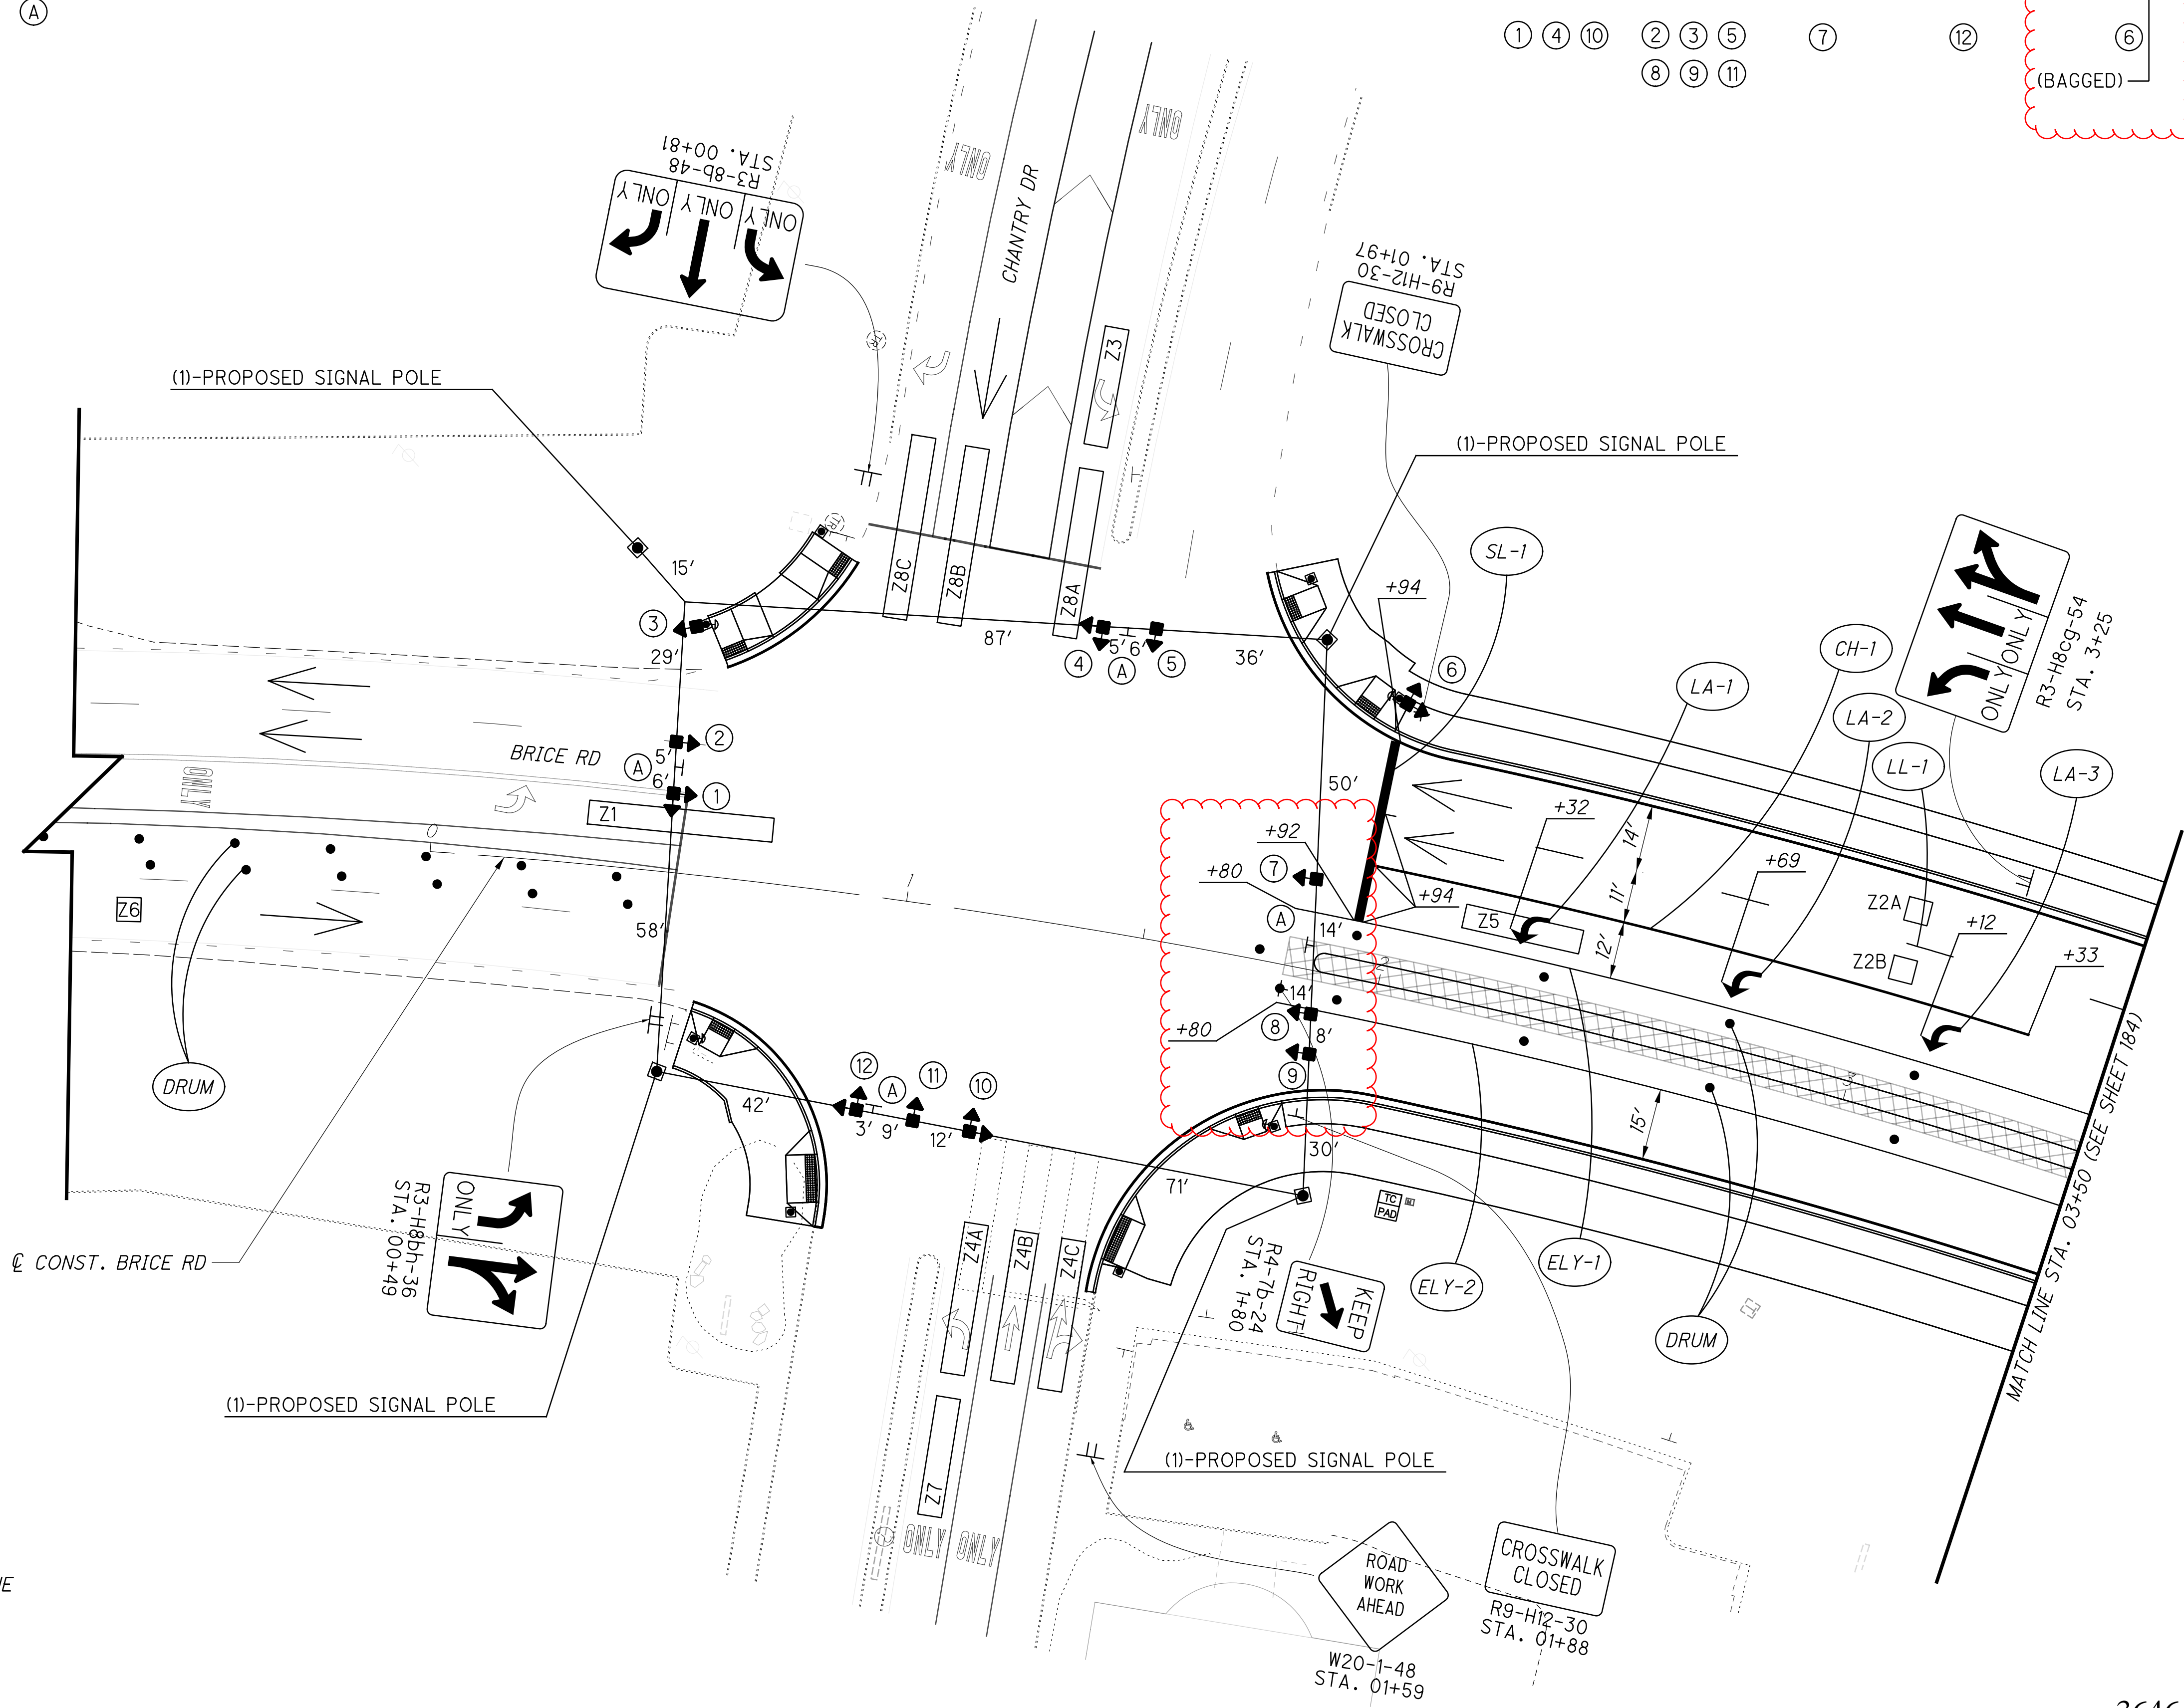 A
1 4 10 2 3 5 7 12 6
8 9 11
(BAGGED)
R3-8b-48
STA. 00+81
ONLY ONLY ONLY
ONLY
ONLY
CHANTRY DR
R9-H12-30
STA. 01+97
CROSSWALK
CLOSED
Z3
(1)-PROPOSED SIGNAL POLE
(1)-PROPOSED SIGNAL POLE
TR
TR
SL-1
+94
15'
Z8C
Z8B
Z8A
3
29'
87'
4
5'
A
6'
5
36'
6
ONLY ONLY
R3-H8cg-54
STA. 3+25
CH-1
LA-1
LA-2
LL-1
LA-3
2
5'
A
6'
1
BRICE RD
ONLY
Z1
50'
+92
7
+80
A
14'
+32
14'
11'
12'
+94
Z5
+69
Z2A
Z2B
+12
+33
0
1
2
3
Z6
58'
14'
8
8'
+80
9
DRUM
12
A
11
10
42'
3'
9'
12'
15'
30'
71'
TC
PAD
MATCH LINE STA. 03+50 (SEE SHEET 184)
ONLY
R3-H8bh-36
STA. 00+49
℄ CONST. BRICE RD
Z4A
Z4B
Z4C
R4-7b-24
STA. 1+80
KEEP
RIGHT
ELY-2
ELY-1
DRUM
(1)-PROPOSED SIGNAL POLE
(1)-PROPOSED SIGNAL POLE
Z7
ONLY ONLY
ROAD
WORK
AHEAD
W20-1-48
STA. 01+59
CROSSWALK
CLOSED
R9-H12-30
STA. 01+88